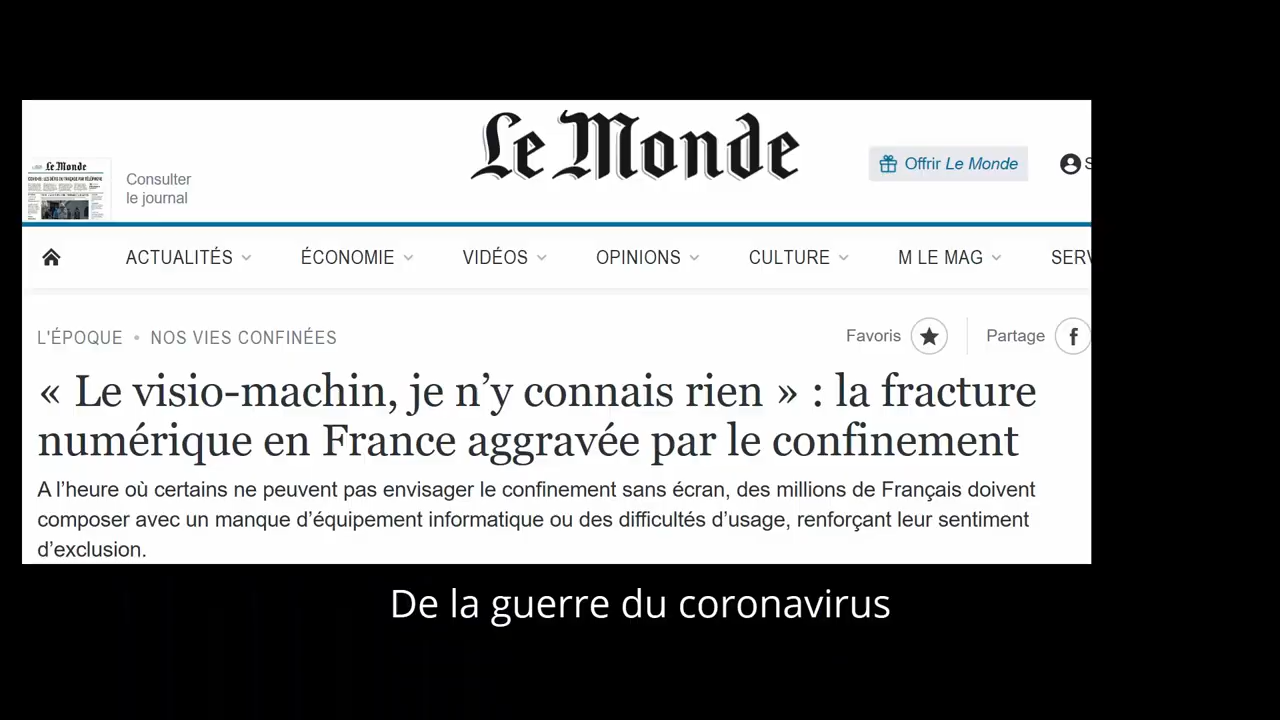 Le Monde
Offrir Le Monde
Le Monde
Consulter
le journal
ACTUALITÉS
ÉCONOMIE
VIDÉOS
OPINIONS
CULTURE
M LE MAG
SERV
L'ÉPOQUE • NOS VIES CONFINÉES
Favoris
Partage
« Le visio-machin, je n’y connais rien » : la fracture
numérique en France aggravée par le confinement
A l’heure où certains ne peuvent pas envisager le confinement sans écran, des millions de Français doivent
composer avec un manque d’équipement informatique ou des difficultés d’usage, renforçant leur sentiment
d’exclusion.
De la guerre du coronavirus